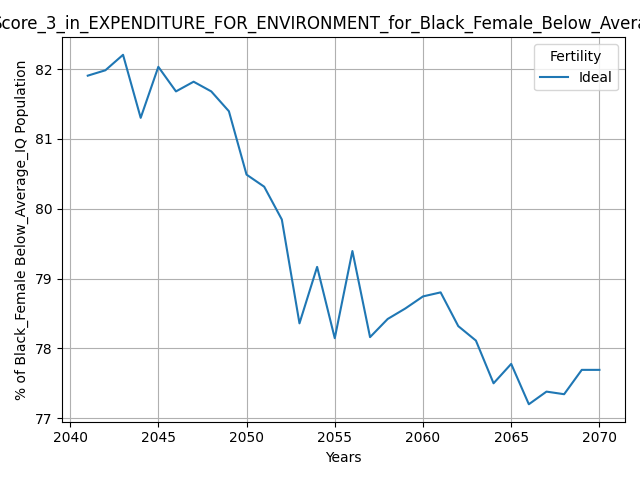 Score_3_in_EXPENDITURE_FOR_ENVIRONMENT_for_Black_Female_Below_Avera
Fertility
Ideal
% of Black_Female Below_Average_IQ Population
82
81
80
79
78
77
2040 2045 2050 2055 2060 2065 2070
Years